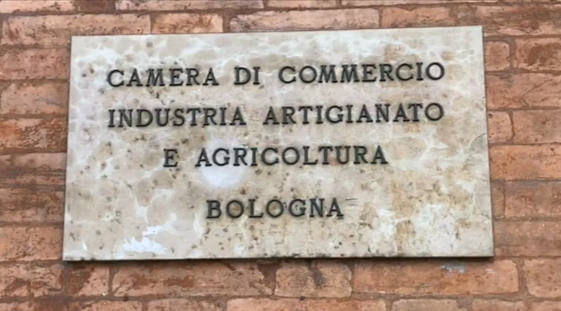 CAMERA DI COMMERCIO
INDUSTRIA ARTIGIANATO
E AGRICOLTURA
BOLOGNA